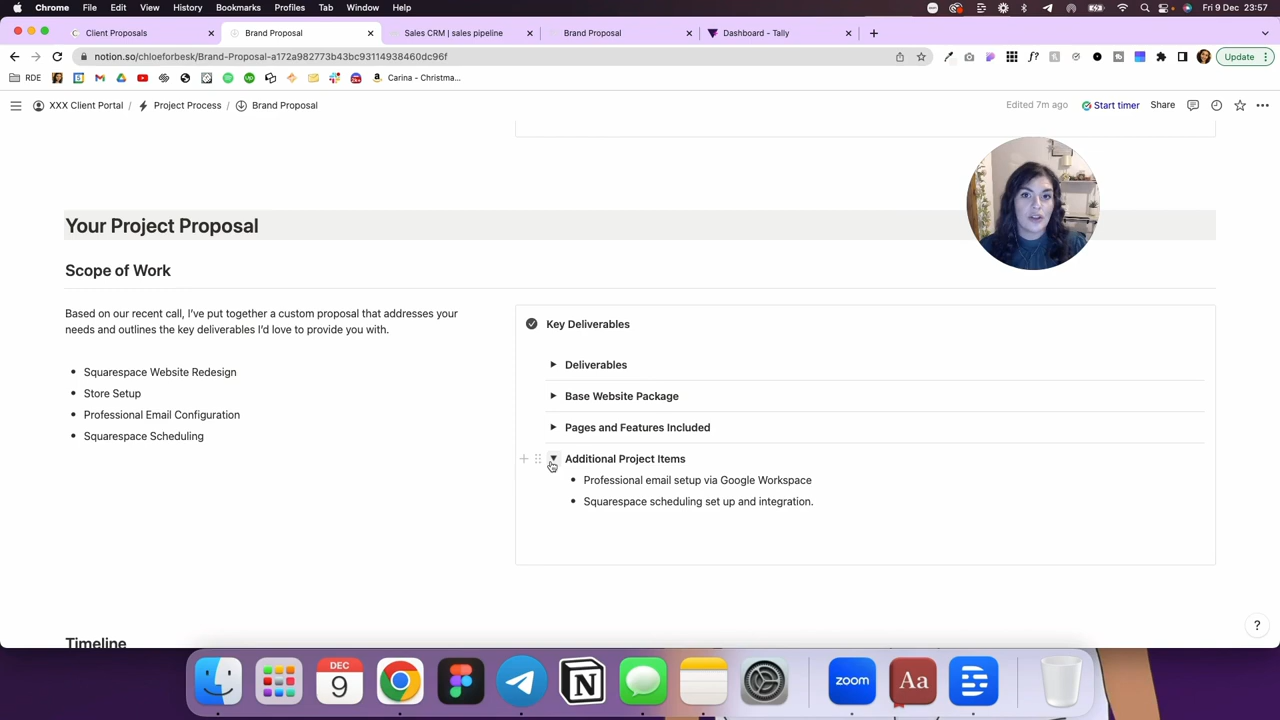 Chrome File Edit View History Bookmarks Profiles Tab Window Help Fri 9 Dec 23:57
Client Proposals Brand Proposal Sales CRM | sales pipeline Brand Proposal Dashboard - Tally
notion.so/chloeforbesk/Brand-Proposal-a172a982773b43bc93114938460dc96f f? Update
RDE Carina - Christma...
XXX Client Portal / Project Process / Brand Proposal Edited 7m ago Start timer Share
Your Project Proposal
Scope of Work
Based on our recent call, I've put together a custom proposal that addresses your
needs and outlines the key deliverables I'd love to provide you with.
• Squarespace Website Redesign
• Store Setup
• Professional Email Configuration
• Squarespace Scheduling
Key Deliverables
Deliverables
Base Website Package
Pages and Features Included
Additional Project Items
• Professional email setup via Google Workspace
• Squarespace scheduling set up and integration.
Timeline
?
DEC
9
zoom
Aa